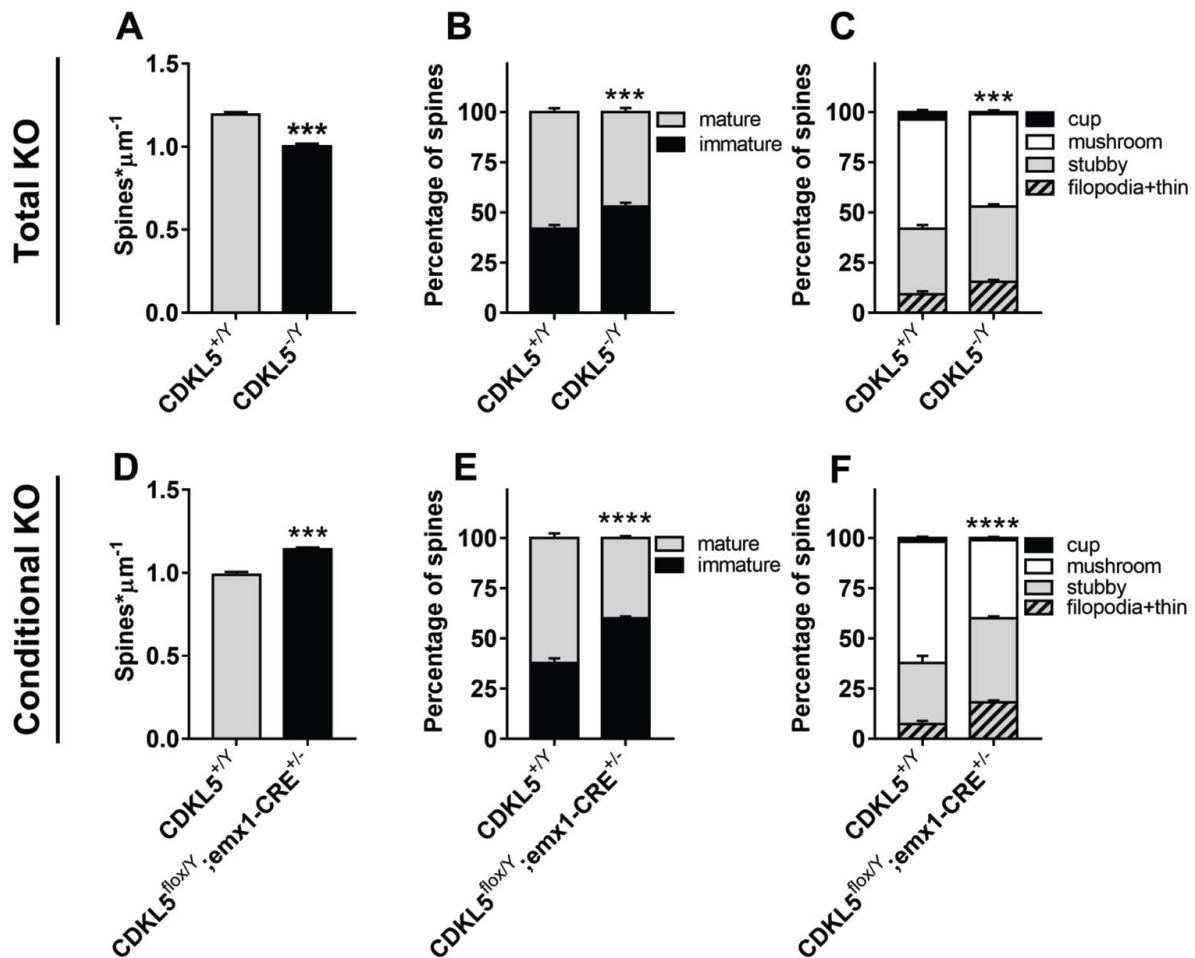 Total KO
A
Spines*μm⁻¹
1.5
1.0
0.5
0.0
***
CDKL5+/Y
CDKL5-/Y
B
Percentage of spines
100
75
50
25
0
***
mature
immature
CDKL5+/Y
CDKL5-/Y
C
Percentage of spines
100
75
50
25
0
***
cup
mushroom
stubby
filopodia+thin
CDKL5+/Y
CDKL5-/Y
Conditional KO
D
Spines*μm⁻¹
1.5
1.0
0.5
0.0
***
CDKL5+/Y
CDKL5flox/Y;emx1-CRE+/-
E
Percentage of spines
100
75
50
25
0
****
mature
immature
CDKL5+/Y
CDKL5flox/Y;emx1-CRE+/-
F
Percentage of spines
100
75
50
25
0
****
cup
mushroom
stubby
filopodia+thin
CDKL5+/Y
CDKL5flox/Y;emx1-CRE+/-